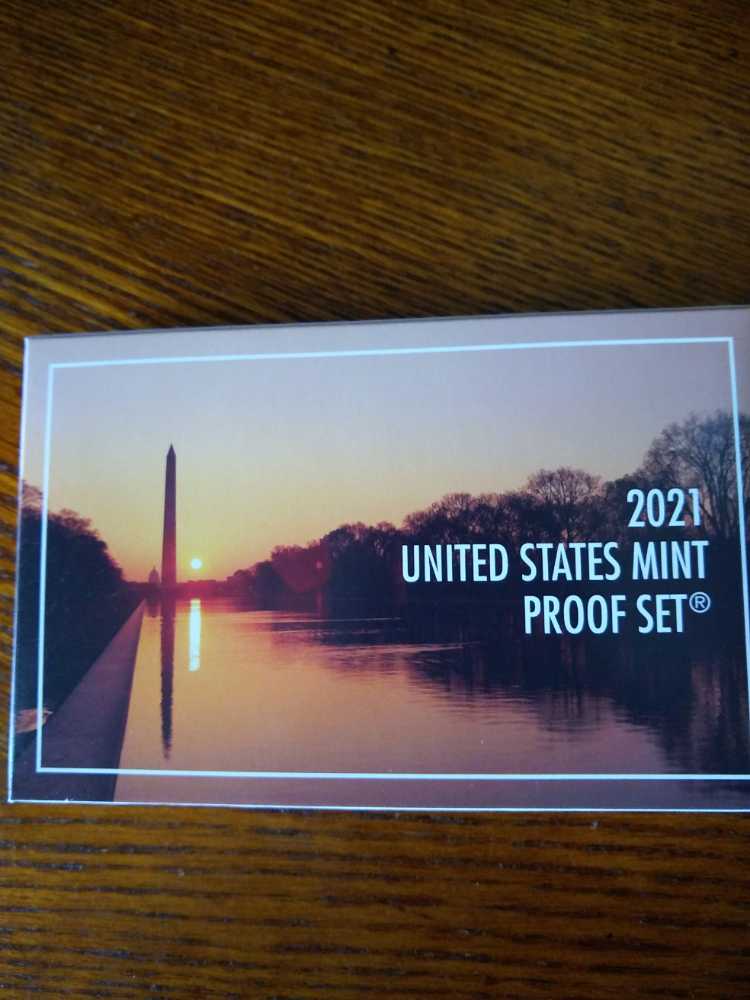 2021
UNITED STATES MINT
PROOF SET®